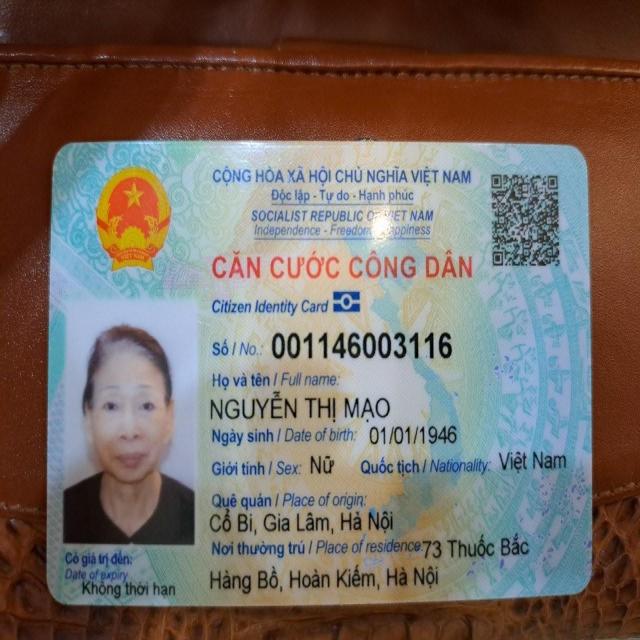 CỘNG HÒA XÃ HỘI CHỦ NGHĨA VIỆT NAM
Độc lập - Tự do - Hạnh phúc
SOCIALIST REPUBLIC OF VIET NAM
Independence - Freedom - Happiness
CĂN CƯỚC CÔNG DÂN
Citizen Identity Card
Số / No.: 001146003116
Họ và tên / Full name:
NGUYỄN THỊ MẠO
Ngày sinh / Date of birth: 01/01/1946
Giới tính / Sex: Nữ Quốc tịch / Nationality: Việt Nam
Quê quán / Place of origin:
Cổ Bi, Gia Lâm, Hà Nội
Nơi thường trú / Place of residence: 73 Thuốc Bắc
Hàng Bồ, Hoàn Kiếm, Hà Nội
Có giá trị đến:
Date of expiry
Không thời hạn